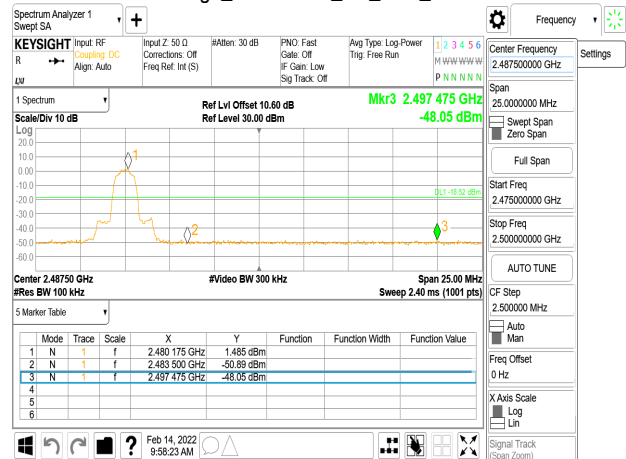 Spectrum Analyzer 1
Swept SA
Frequency
KEYSIGHT
R
Input: RF
Coupling: DC
Align: Auto
Input Z: 50 Ω
Corrections: Off
Freq Ref: Int (S)
#Atten: 30 dB
PNO: Fast
Gate: Off
IF Gain: Low
Sig Track: Off
Avg Type: Log-Power
Trig: Free Run
1 2 3 4 5 6
M W W W W W
P N N N N N
1 Spectrum
Scale/Div 10 dB
Ref Lvl Offset 10.60 dB
Ref Level 30.00 dBm
Mkr3 2.497 475 GHz
-48.05 dBm
Log
20.0
10.0
0.00
-10.0
-20.0
-30.0
-40.0
-50.0
-60.0
1
2
3
DL1 -18.52 dBm
Center 2.48750 GHz
#Res BW 100 kHz
#Video BW 300 kHz
Span 25.00 MHz
Sweep 2.40 ms (1001 pts)
5 Marker Table
Mode Trace Scale X Y Function Function Width Function Value
1 N 1 f 2.480 175 GHz 1.485 dBm
2 N 1 f 2.483 500 GHz -50.89 dBm
3 N 1 f 2.497 475 GHz -48.05 dBm
4
5
6
Feb 14, 2022
9:58:23 AM
Center Frequency
2.487500000 GHz
Settings
Span
25.0000000 MHz
Swept Span
Zero Span
Full Span
Start Freq
2.475000000 GHz
Stop Freq
2.500000000 GHz
AUTO TUNE
CF Step
2.500000 MHz
Auto
Man
Freq Offset
0 Hz
X Axis Scale
Log
Lin
Signal Track
(Span Zoom)